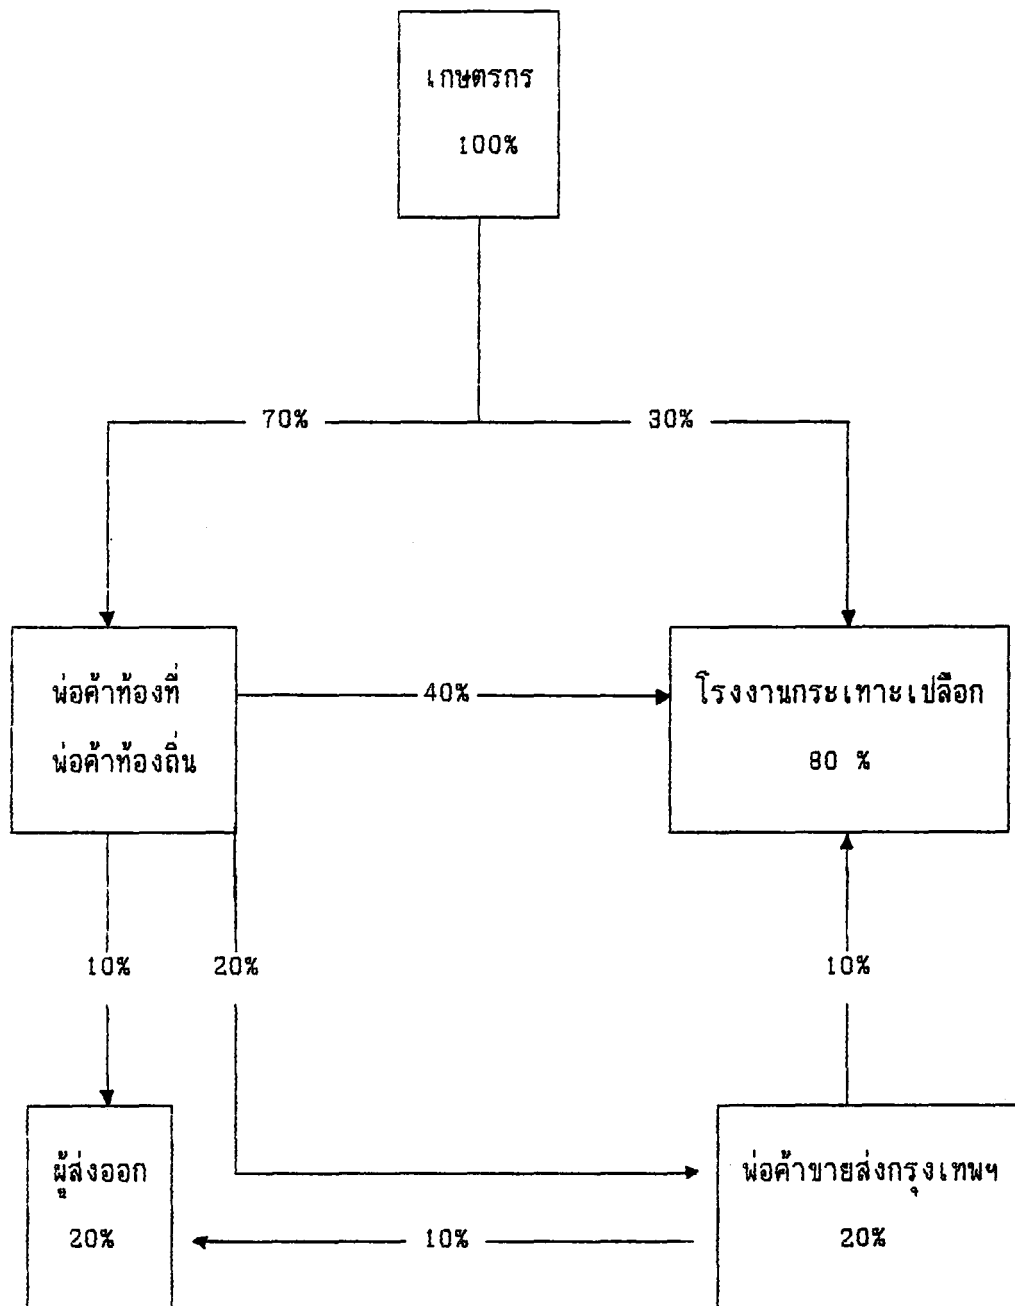 เกษตรกร
100%
70%
30%
พ่อค้าท้องที่
พ่อค้าท้องถิ่น
40%
โรงงานกระเทาะเปลือก
80 %
10%
20%
10%
ผู้ส่งออก
20%
10%
พ่อค้าขายส่งกรุงเทพฯ
20%